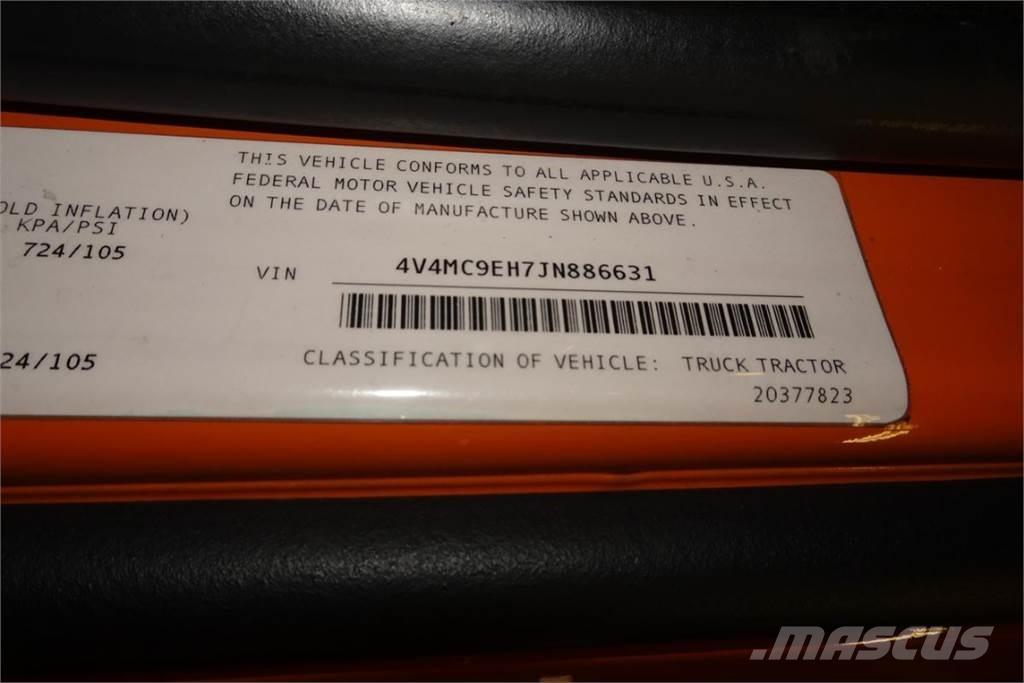 THIS VEHICLE CONFORMS TO ALL APPLICABLE U.S.A.
FEDERAL MOTOR VEHICLE SAFETY STANDARDS IN EFFECT
ON THE DATE OF MANUFACTURE SHOWN ABOVE.
OLD INFLATION)
KPA/PSI
724/105
VIN 4V4MC9EH7JN886631
24/105
CLASSIFICATION OF VEHICLE: TRUCK TRACTOR
20377823
.MASCUS